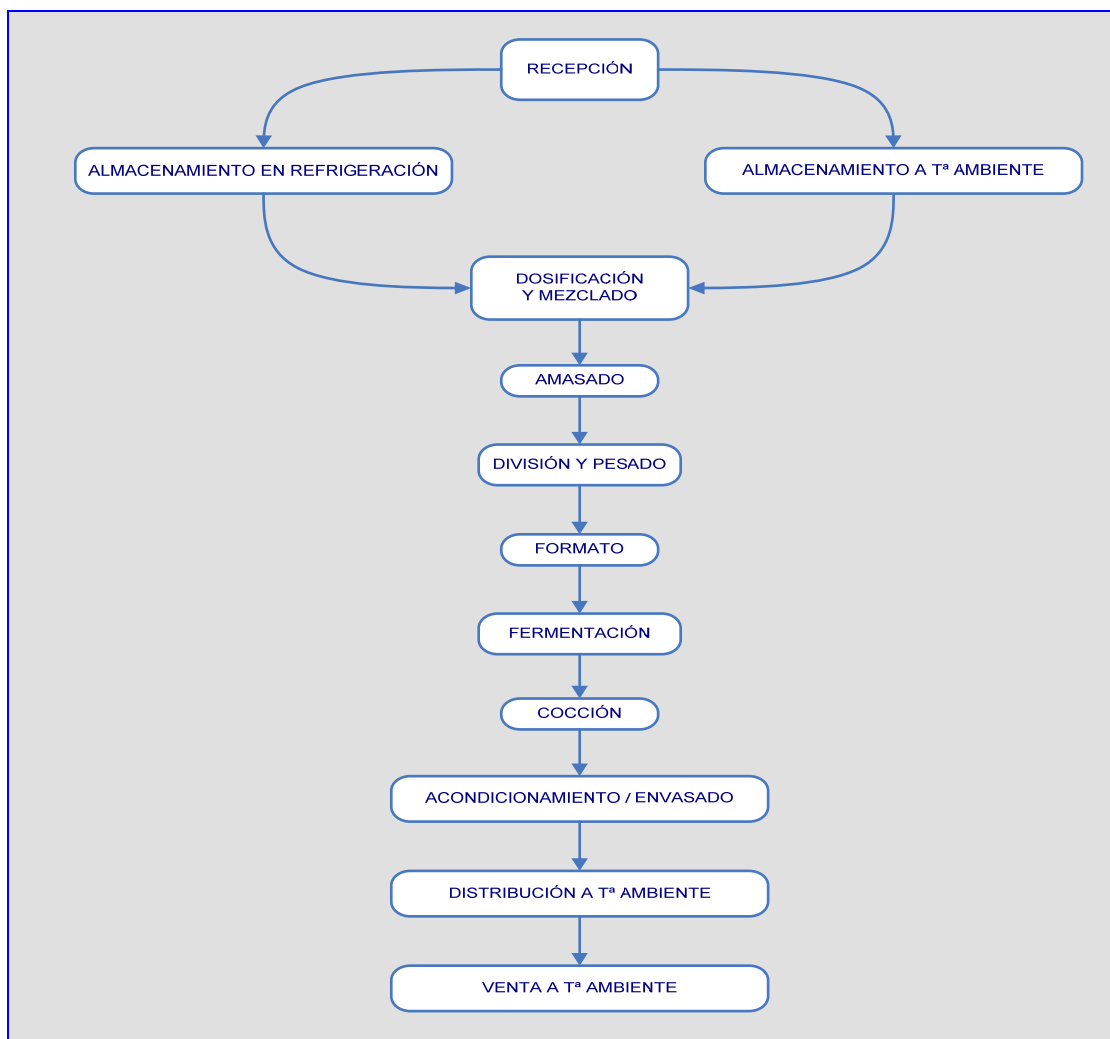 RECEPCIÓN
ALMACENAMIENTO EN REFRIGERACIÓN
ALMACENAMIENTO A Tª AMBIENTE
DOSIFICACIÓN
Y MEZCLADO
AMASADO
DIVISIÓN Y PESADO
FORMATO
FERMENTACIÓN
COCCIÓN
ACONDICIONAMIENTO / ENVASADO
DISTRIBUCIÓN A Tª AMBIENTE
VENTA A Tª AMBIENTE